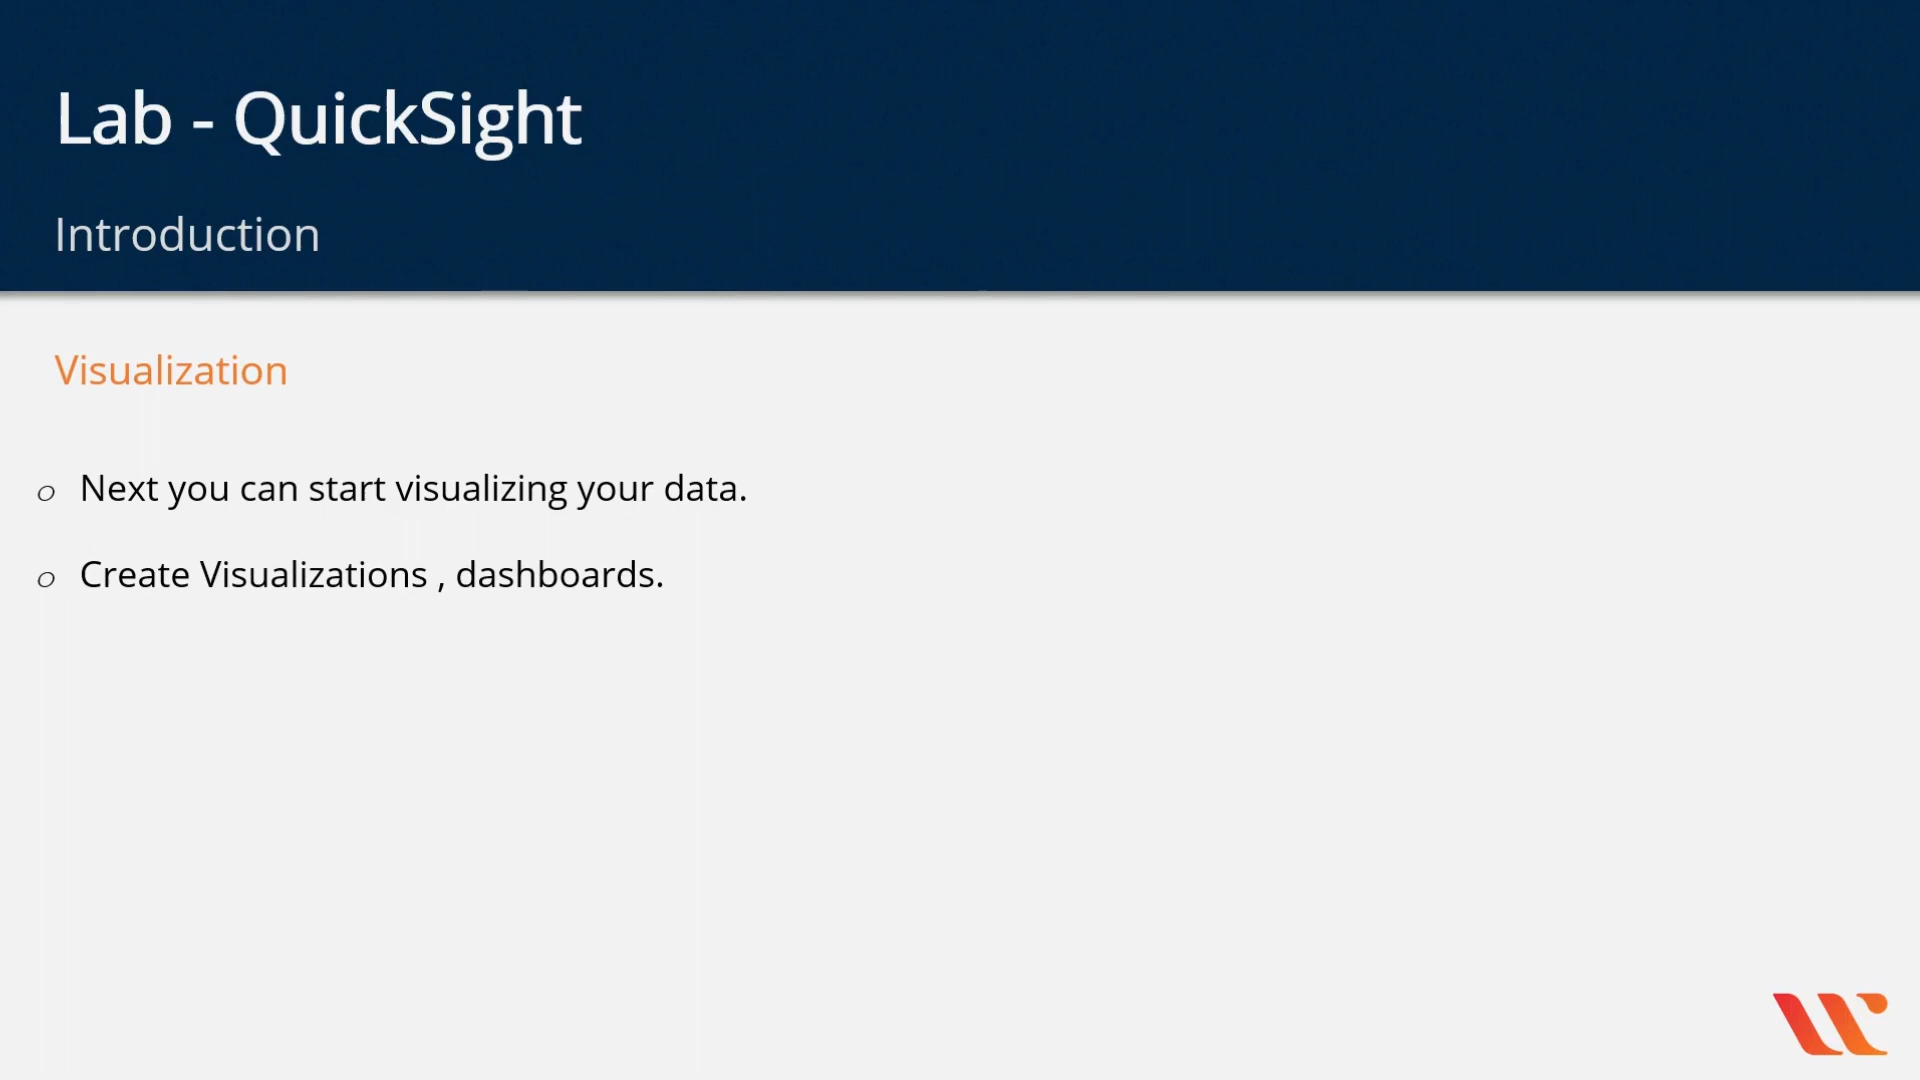 Lab - QuickSight
Introduction
Visualization
o Next you can start visualizing your data.
o Create Visualizations , dashboards.